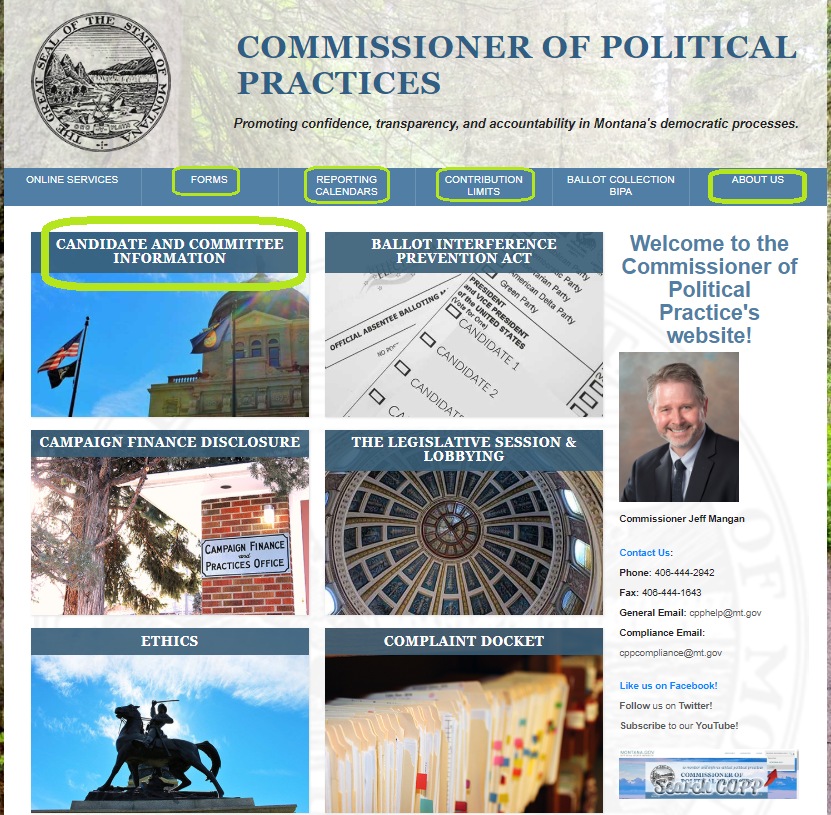 THE GREAT SEAL OF THE STATE OF MONTANA
ORO Y PLATA
COMMISSIONER OF POLITICAL
PRACTICES
Promoting confidence, transparency, and accountability in Montana's democratic processes.
ONLINE SERVICES
FORMS
REPORTING
CALENDARS
CONTRIBUTION
LIMITS
BALLOT COLLECTION
BIPA
ABOUT US
CANDIDATE AND COMMITTEE
INFORMATION
BALLOT INTERFERENCE
PREVENTION ACT
OFFICIAL ABSENTEE BALLOTING
PRESIDENT
and VICE PRESIDENT
of the UNITED STATES
(Vote for One)
American Delta Party
Green Party
CANDIDATE 1
CANDIDATE 2
CAMPAIGN FINANCE DISCLOSURE
CAMPAIGN FINANCE
and
PRACTICES OFFICE
THE LEGISLATIVE SESSION &
LOBBYING
ETHICS
COMPLAINT DOCKET
Welcome to the
Commissioner of
Political
Practice's
website!
Commissioner Jeff Mangan
Contact Us:
Phone: 406-444-2942
Fax: 406-444-1643
General Email: cpphelp@mt.gov
Compliance Email:
cppcompliance@mt.gov
Like us on Facebook!
Follow us on Twitter!
Subscribe to our YouTube!
COMMISSIONER OF
Search COPP